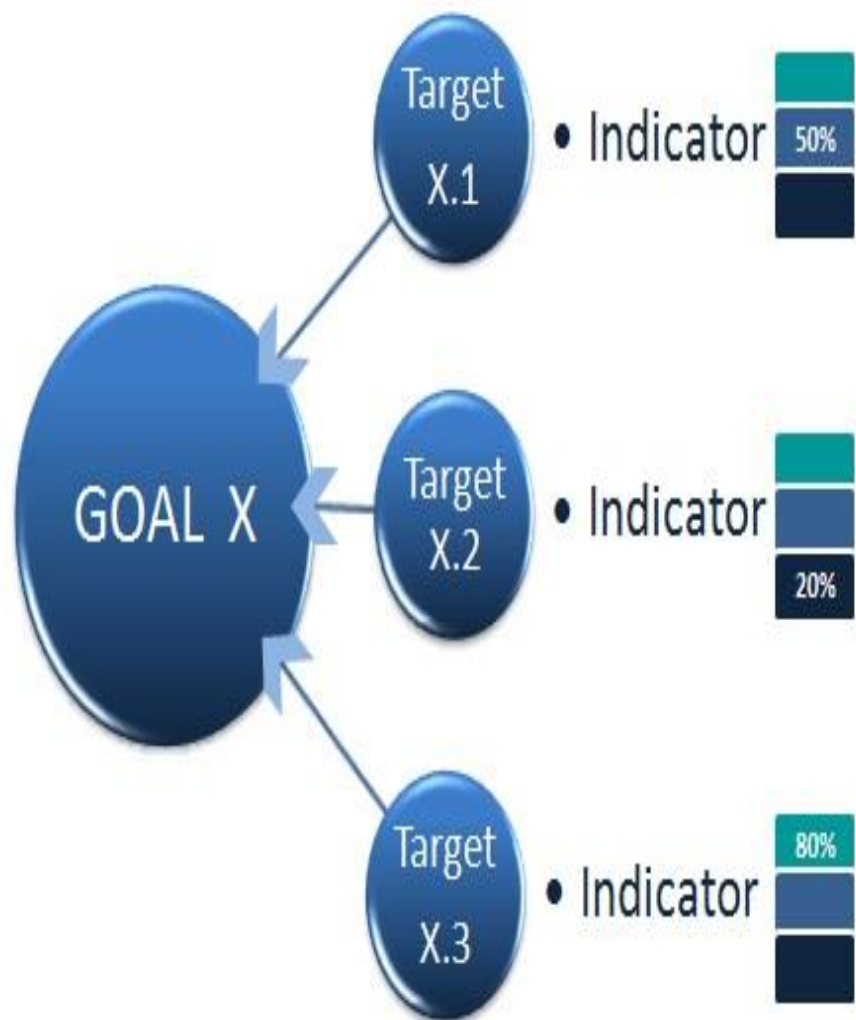 Target
X.1
• Indicator
50%
GOAL X
Target
X.2
• Indicator
20%
Target
X.3
• Indicator
80%